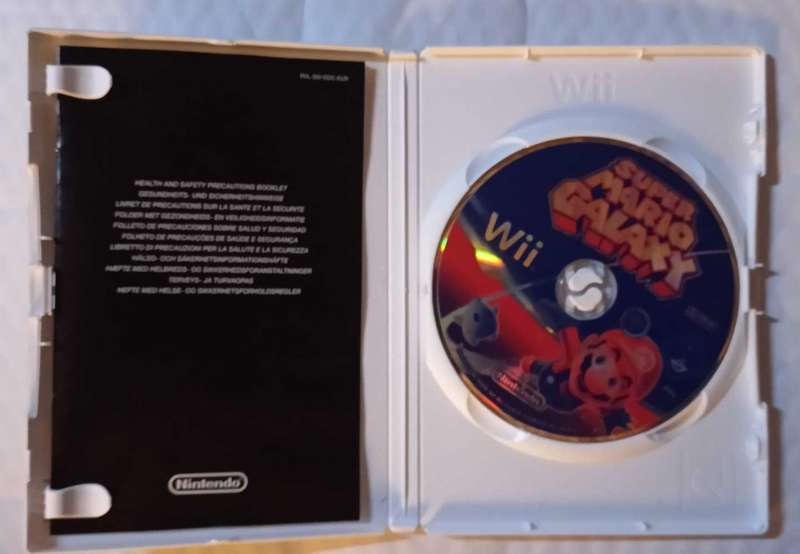 HEALTH AND SAFETY PRECAUTIONS BOOKLET
GESUNDHEITS- UND SICHERHEITSHINWEISE
LIVRET DE PRECAUTIONS SUR LA SANTE ET LA SECURITE
FOLDER MET GEZONDHEIDS- EN VEILIGHEIDSINFORMATIE
FOLLETO DE PRECAUCIONES SOBRE SALUD Y SEGURIDAD
FOLHETO DE PRECAUÇÕES DE SAÚDE E SEGURANÇA
LIBRETTO DI PRECAUZIONI PER LA SALUTE E LA SICUREZZA
HÄLSO- OCH SÄKERHETSINFORMATIONSHÄFTE
HÆFTE MED HELBREDS- OG SIKKERHEDSFORANSTALTNINGER
TERVEYS- JA TURVAOPAS
HEFTE MED HELSE- OG SIKKERHETSFORHOLDSREGLER
Nintendo
Wii
SUPER
MARIO
GALAXY
Wii
Nintendo